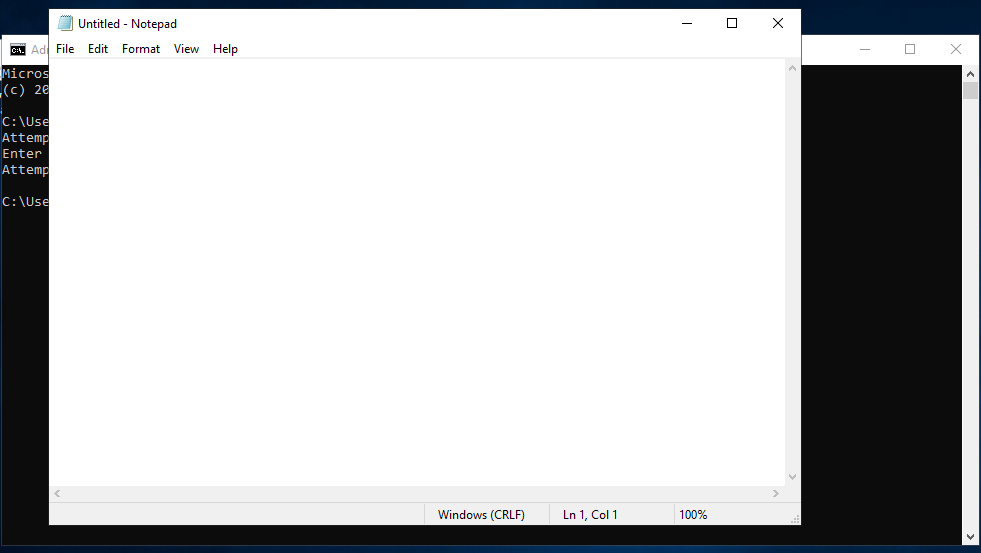 Untitled - Notepad
File Edit Format View Help
Adr
Micros
(c) 20
C:\Use
Attemp
Enter
Attemp
C:\Use
Windows (CRLF) Ln 1, Col 1 100%